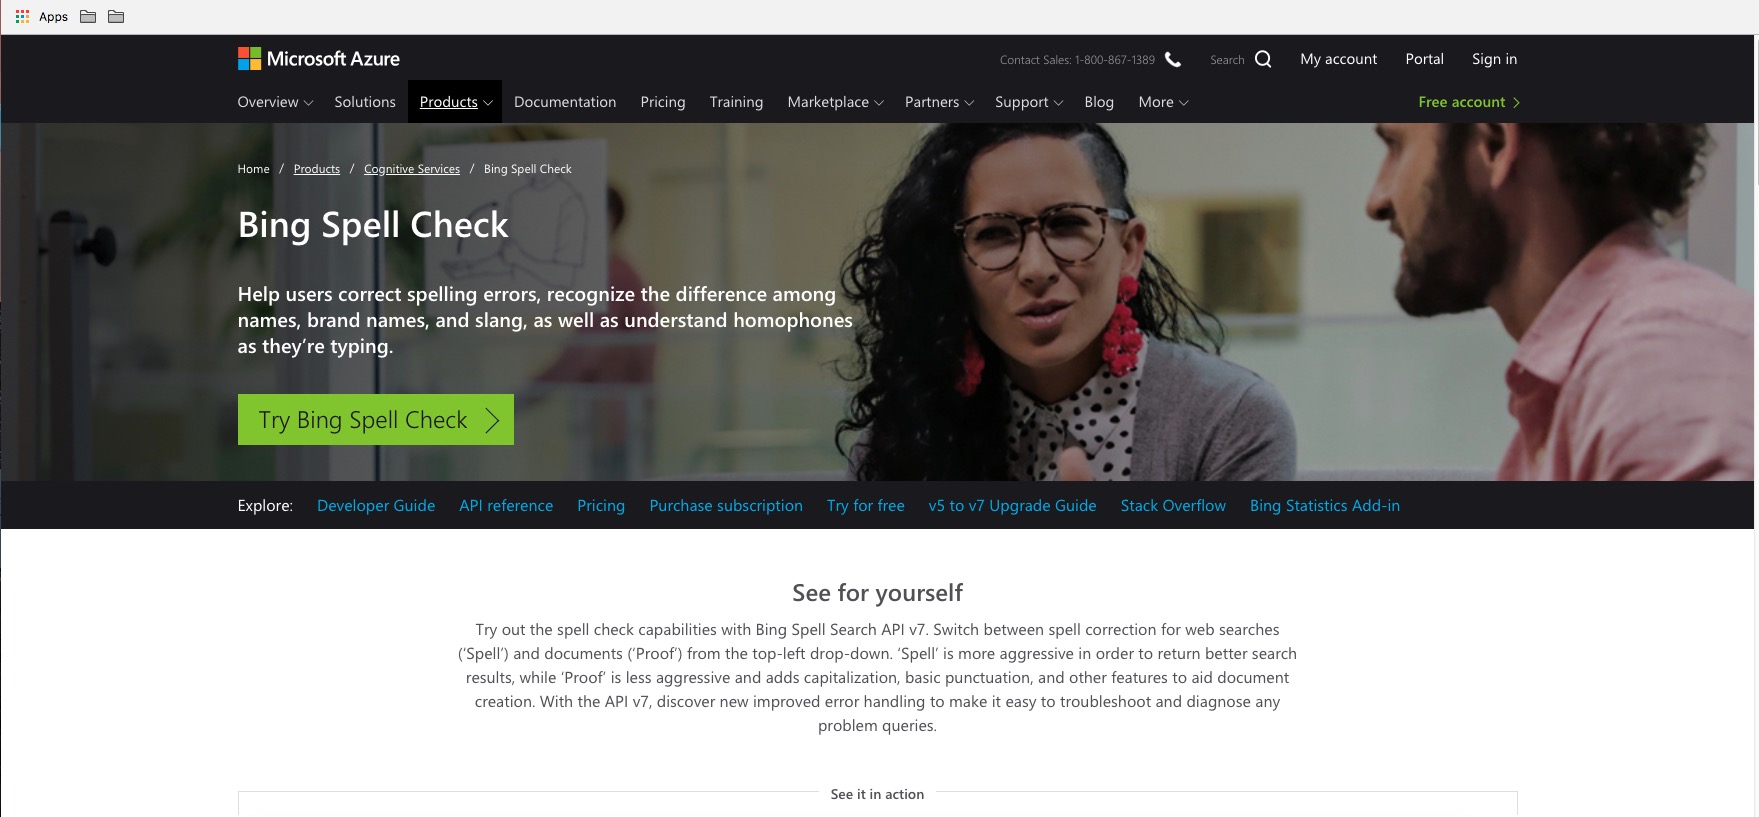 Apps
Microsoft Azure
Contact Sales: 1-800-867-1389
Search
My account
Portal
Sign in
Overview
Solutions
Products
Documentation
Pricing
Training
Marketplace
Partners
Support
Blog
More
Free account
Home / Products / Cognitive Services / Bing Spell Check
Bing Spell Check
Help users correct spelling errors, recognize the difference among
names, brand names, and slang, as well as understand homophones
as they’re typing.
Try Bing Spell Check
Explore: Developer Guide API reference Pricing Purchase subscription Try for free v5 to v7 Upgrade Guide Stack Overflow Bing Statistics Add-in
See for yourself
Try out the spell check capabilities with Bing Spell Search API v7. Switch between spell correction for web searches
(‘Spell’) and documents (‘Proof’) from the top-left drop-down. ‘Spell’ is more aggressive in order to return better search
results, while ‘Proof’ is less aggressive and adds capitalization, basic punctuation, and other features to aid document
creation. With the API v7, discover new improved error handling to make it easy to troubleshoot and diagnose any
problem queries.
See it in action